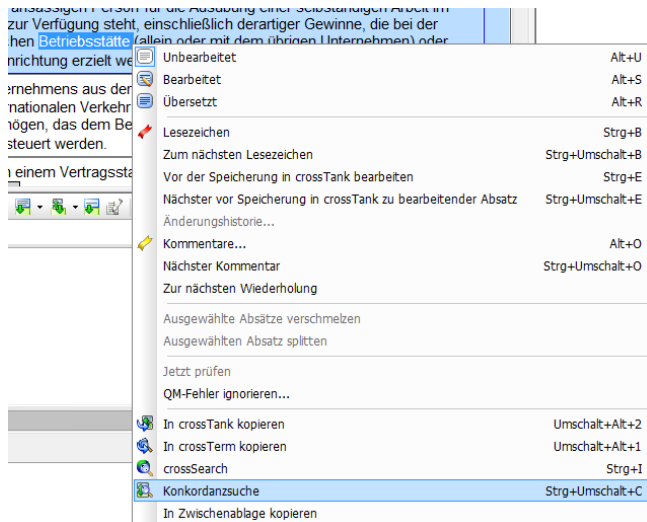 ansässigen Person für die Ausübung einer selbständigen Arbeit im
zur Verfügung steht, einschließlich derartiger Gewinne, die bei der
chen Betriebsstätte (allein oder mit dem übrigen Unternehmen) oder
nrichtung erzielt we
ernehmens aus der
rnationalen Verkehr
nögen, das dem Be
steuert werden.
n einem Vertragssta
Unbearbeitet Alt+U
Bearbeitet Alt+S
Übersetzt Alt+R
Lesezeichen Strg+B
Zum nächsten Lesezeichen Strg+Umschalt+B
Vor der Speicherung in crossTank bearbeiten Strg+E
Nächster vor Speicherung in crossTank zu bearbeitender Absatz Strg+Umschalt+E
Änderungshistorie...
Kommentare... Alt+O
Nächster Kommentar Strg+Umschalt+O
Zur nächsten Wiederholung
Ausgewählte Absätze verschmelzen
Ausgewählten Absatz splitten
Jetzt prüfen
QM-Fehler ignorieren...
In crossTank kopieren Umschalt+Alt+2
In crossTerm kopieren Umschalt+Alt+1
crossSearch Strg+I
Konkordanzsuche Strg+Umschalt+C
In Zwischenablage kopieren